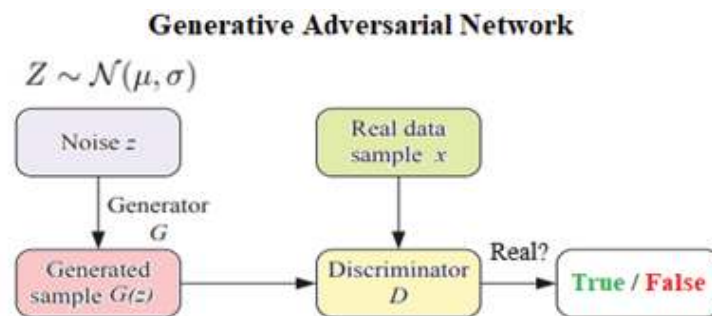 Generative Adversarial Network
Z ∼ 𝒩(μ, σ)
Noise z
Real data
sample x
Generator
G
Generated
sample G(z)
Discriminator
D
Real?
True / False